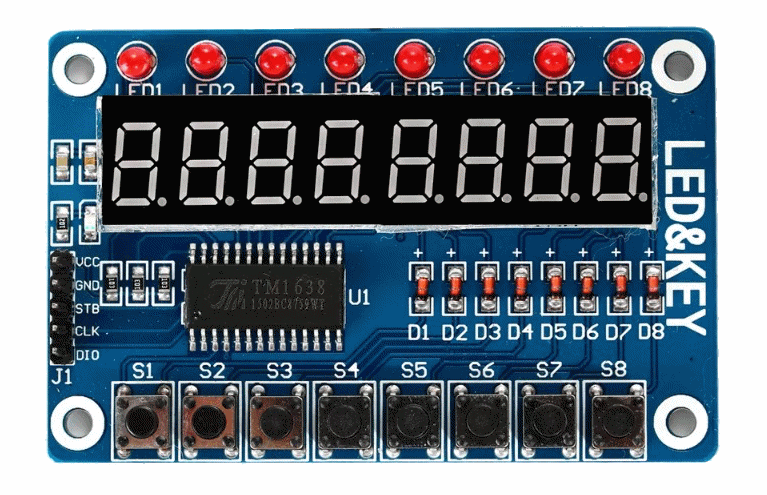 LED1 LED2 LED3 LED4 LED5 LED6 LED7 LED8
LED&KEY
VCC
GND
STB
CLK
DIO
J1
TM1638
U1
D1 D2 D3 D4 D5 D6 D7 D8
S1 S2 S3 S4 S5 S6 S7 S8